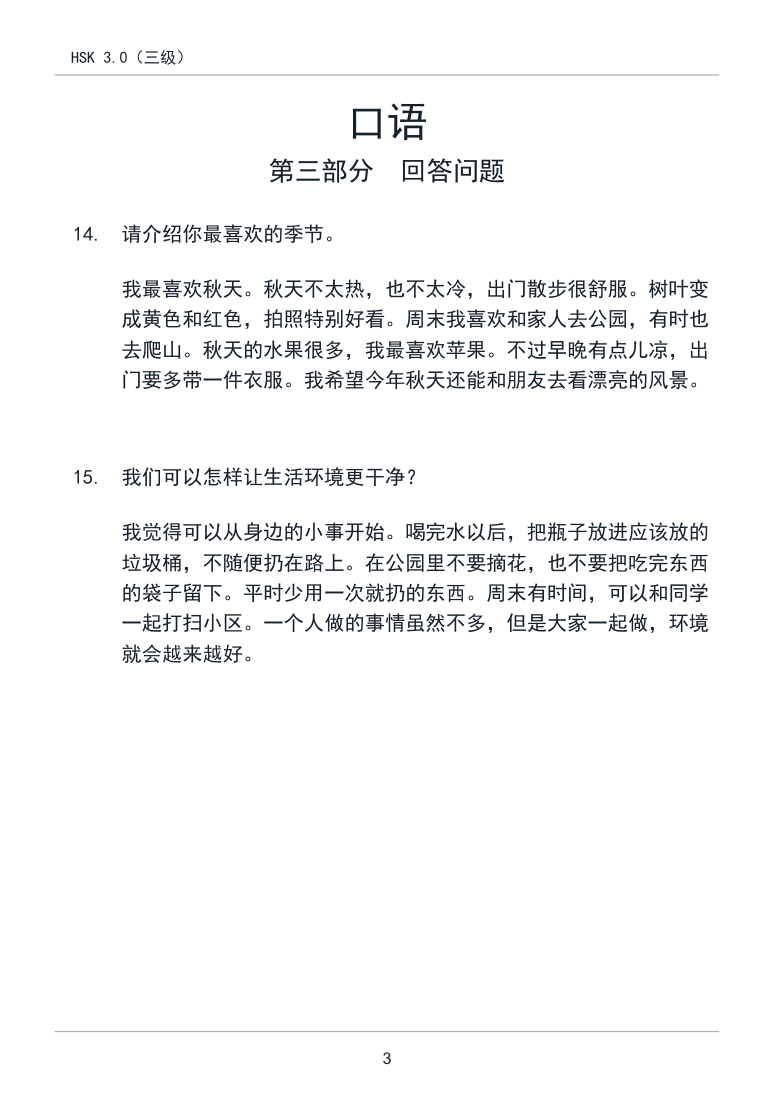 HSK 3.0（三级）
口语
第三部分　回答问题
14. 请介绍你最喜欢的季节。
我最喜欢秋天。秋天不太热，也不太冷，出门散步很舒服。树叶变
成黄色和红色，拍照特别好看。周末我喜欢和家人去公园，有时也
去爬山。秋天的水果很多，我最喜欢苹果。不过早晚有点儿凉，出
门要多带一件衣服。我希望今年秋天还能和朋友去看漂亮的风景。
15. 我们可以怎样让生活环境更干净？
我觉得可以从身边的小事开始。喝完水以后，把瓶子放进应该放的
垃圾桶，不随便扔在路上。在公园里不要摘花，也不要把吃完东西
的袋子留下。平时少用一次就扔的东西。周末有时间，可以和同学
一起打扫小区。一个人做的事情虽然不多，但是大家一起做，环境
就会越来越好。
3